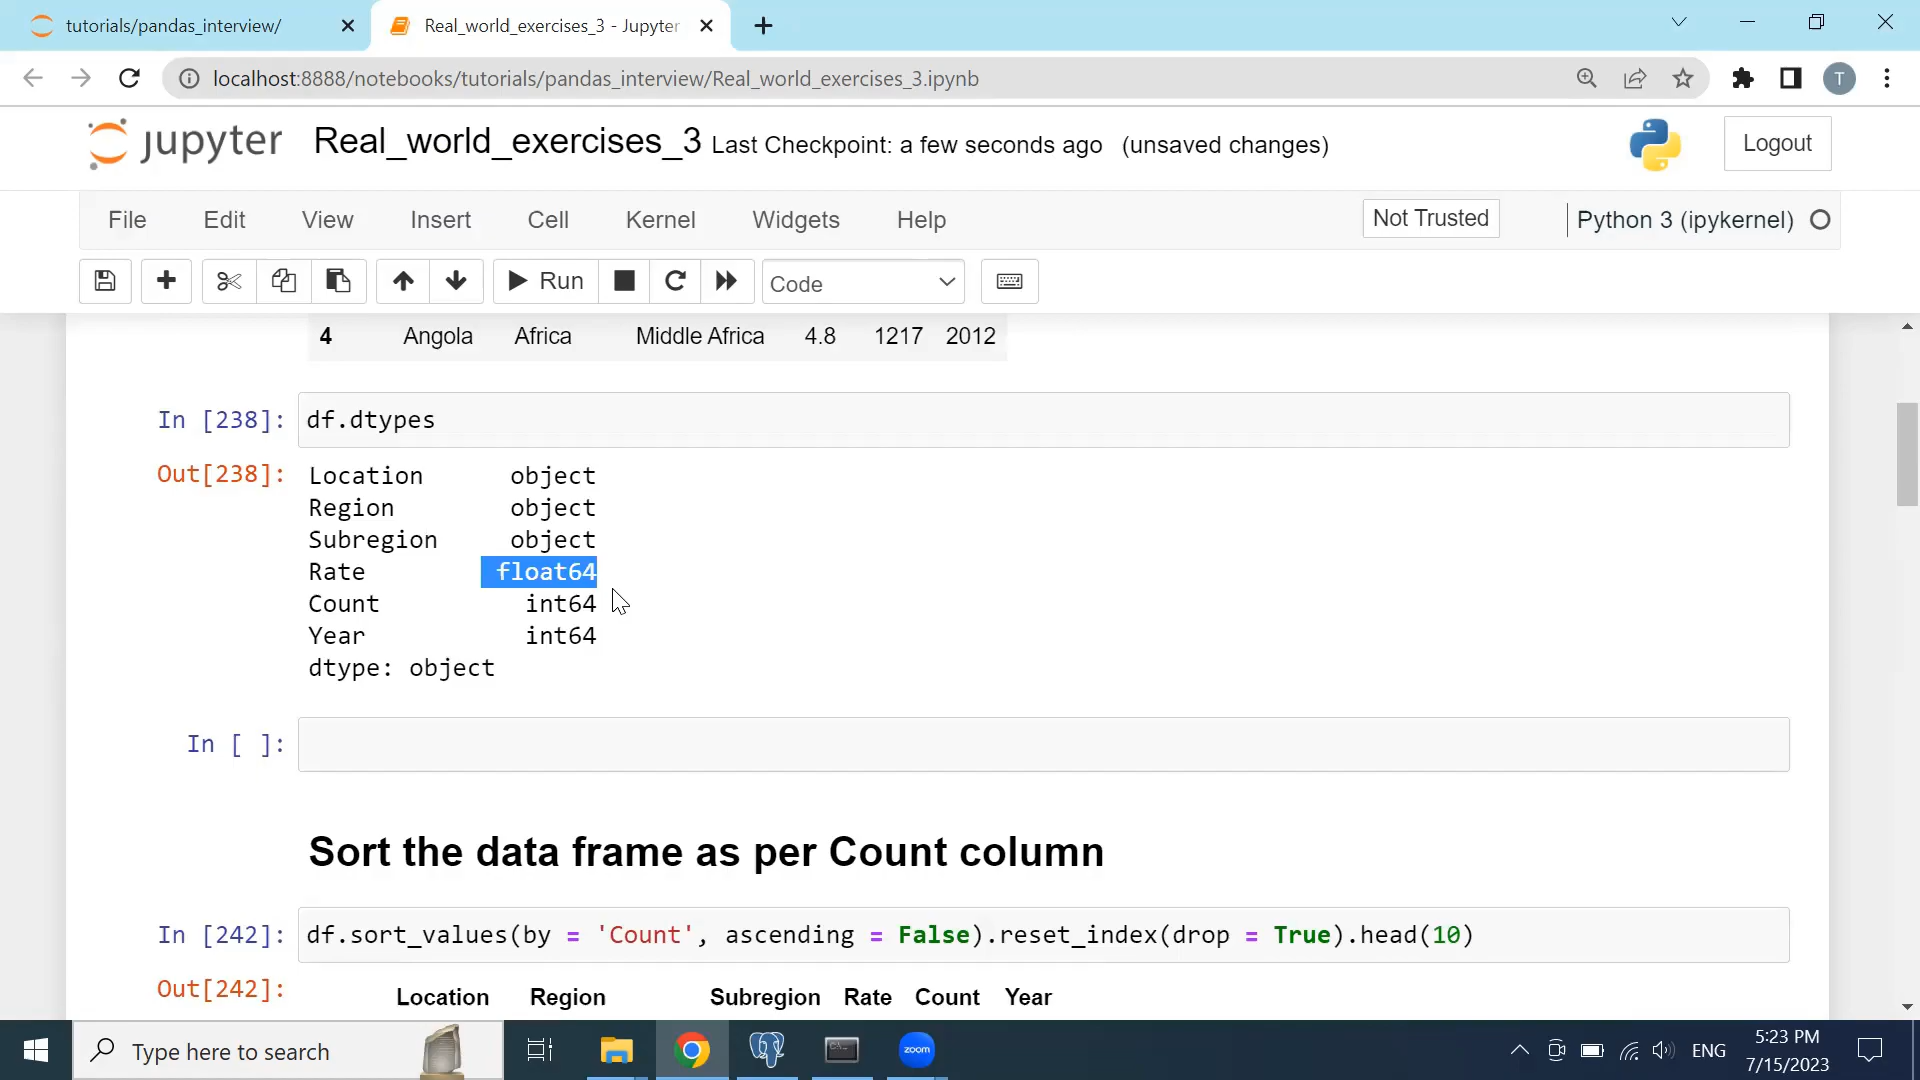 tutorials/pandas_interview/
Real_world_exercises_3 - Jupyter
localhost:8888/notebooks/tutorials/pandas_interview/Real_world_exercises_3.ipynb
T
jupyter Real_world_exercises_3 Last Checkpoint: a few seconds ago (unsaved changes)
Logout
File Edit View Insert Cell Kernel Widgets Help
Not Trusted
Python 3 (ipykernel)
Run
Code
4 Angola Africa Middle Africa 4.8 1217 2012
In [238]: df.dtypes
Out[238]: Location object
Region object
Subregion object
Rate float64
Count int64
Year int64
dtype: object
In [ ]:
Sort the data frame as per Count column
In [242]: df.sort_values(by = 'Count', ascending = False).reset_index(drop = True).head(10)
Out[242]: Location Region Subregion Rate Count Year
Type here to search
zoom
ENG
5:23 PM
7/15/2023